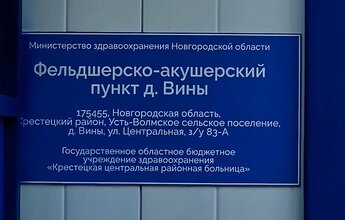 Министерство здравоохранения Новгородской области
Фельдшерско-акушерский
пункт д. Вины
175455, Новгородская область,
Крестецкий район, Усть-Волмское сельское поселение,
д. Вины, ул. Центральная, з/у 83-А
Государственное областное бюджетное
учреждение здравоохранения
«Крестецкая центральная районная больница»